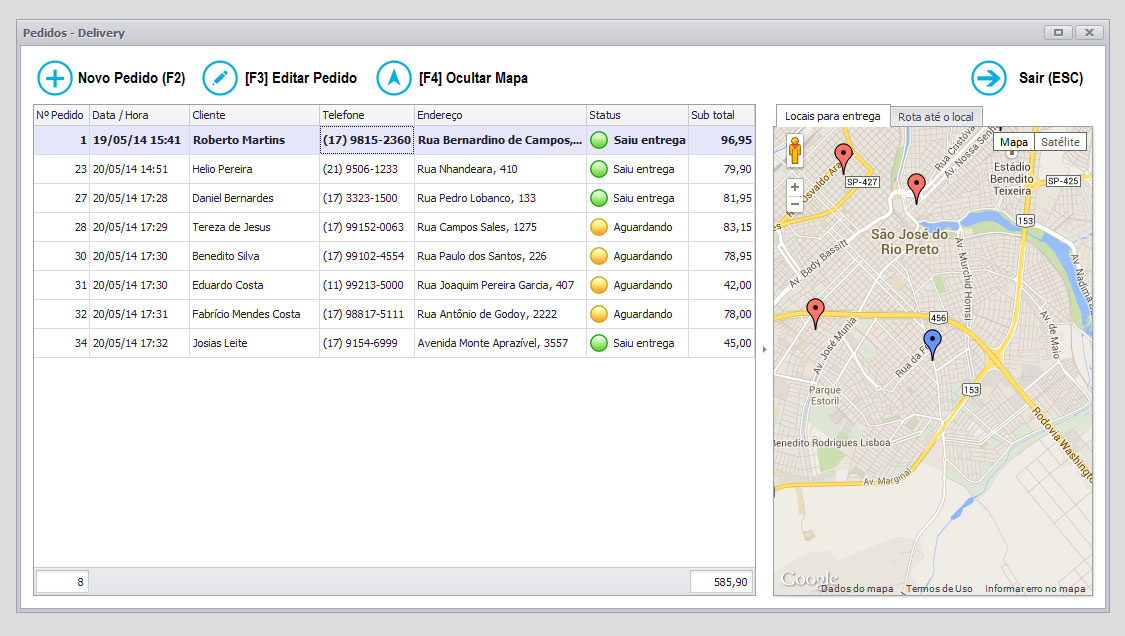 Pedidos - Delivery
Novo Pedido (F2) [F3] Editar Pedido [F4] Ocultar Mapa Sair (ESC)
Nº Pedido Data / Hora Cliente Telefone Endereço Status Sub total
1 19/05/14 15:41 Roberto Martins (17) 9815-2360 Rua Bernardino de Campos,... Saiu entrega 96,95
23 20/05/14 14:51 Helio Pereira (21) 9506-1233 Rua Nhandeara, 410 Saiu entrega 79,90
27 20/05/14 17:28 Daniel Bernardes (17) 3323-1500 Rua Pedro Lobanco, 133 Saiu entrega 81,95
28 20/05/14 17:29 Tereza de Jesus (17) 99152-0063 Rua Campos Sales, 1275 Aguardando 83,15
30 20/05/14 17:30 Benedito Silva (17) 99102-4554 Rua Paulo dos Santos, 226 Aguardando 78,95
31 20/05/14 17:30 Eduardo Costa (11) 99213-5000 Rua Joaquim Pereira Garcia, 407 Aguardando 42,00
32 20/05/14 17:31 Fabrício Mendes Costa (17) 98817-5111 Rua Antônio de Godoy, 2222 Aguardando 78,00
34 20/05/14 17:32 Josias Leite (17) 9154-6999 Avenida Monte Aprazível, 3557 Saiu entrega 45,00
8 585,90
Locais para entrega Rota até o local
Mapa Satélite
Rua Cristóva
Av. Nossa Senh
Osvaldo Ara
SP-427
Estádio
Benedito
Teixeira
SP-425
153
São José do
Rio Preto
Av. Bady Bassitt
Av. Murchid Homsi
Av. Nadima
456
Av. José Munia
Rua da F
Av. de Maio
153
Parque
Estoril
Rodovia Washington
Benedito Rodrigues Lisboa
Av. Marginal
Google
Dados do mapa Termos de Uso Informar erro no mapa